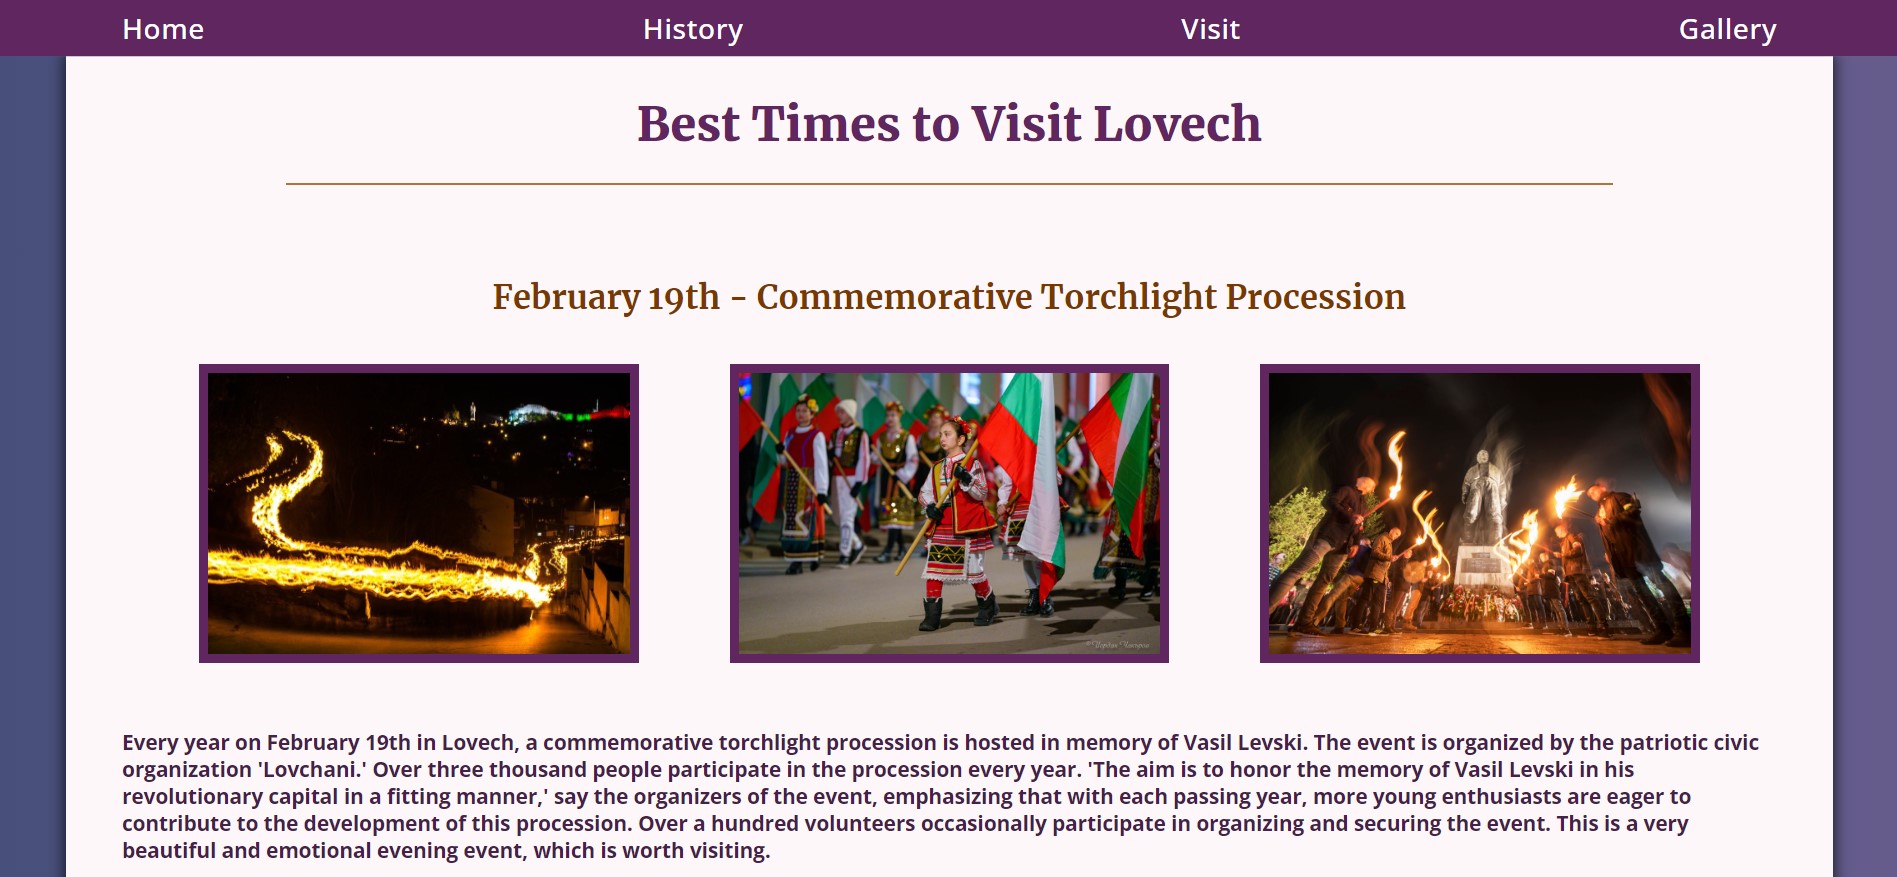 Home History Visit Gallery
Best Times to Visit Lovech
February 19th - Commemorative Torchlight Procession
Every year on February 19th in Lovech, a commemorative torchlight procession is hosted in memory of Vasil Levski. The event is organized by the patriotic civic
organization 'Lovchani.' Over three thousand people participate in the procession every year. 'The aim is to honor the memory of Vasil Levski in his
revolutionary capital in a fitting manner,' say the organizers of the event, emphasizing that with each passing year, more young enthusiasts are eager to
contribute to the development of this procession. Over a hundred volunteers occasionally participate in organizing and securing the event. This is a very
beautiful and emotional evening event, which is worth visiting.